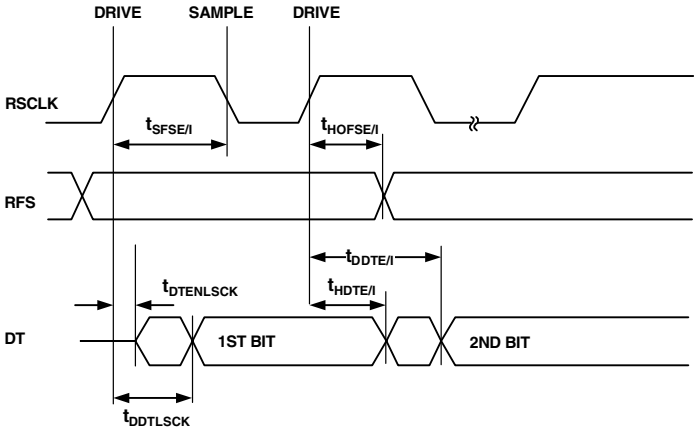 DRIVE SAMPLE DRIVE
RSCLK
tSFSE/I tHOFSE/I
RFS
tDDTE/I
tDTENLSCK tHDTE/I
DT 1ST BIT 2ND BIT
tDDTLSCK